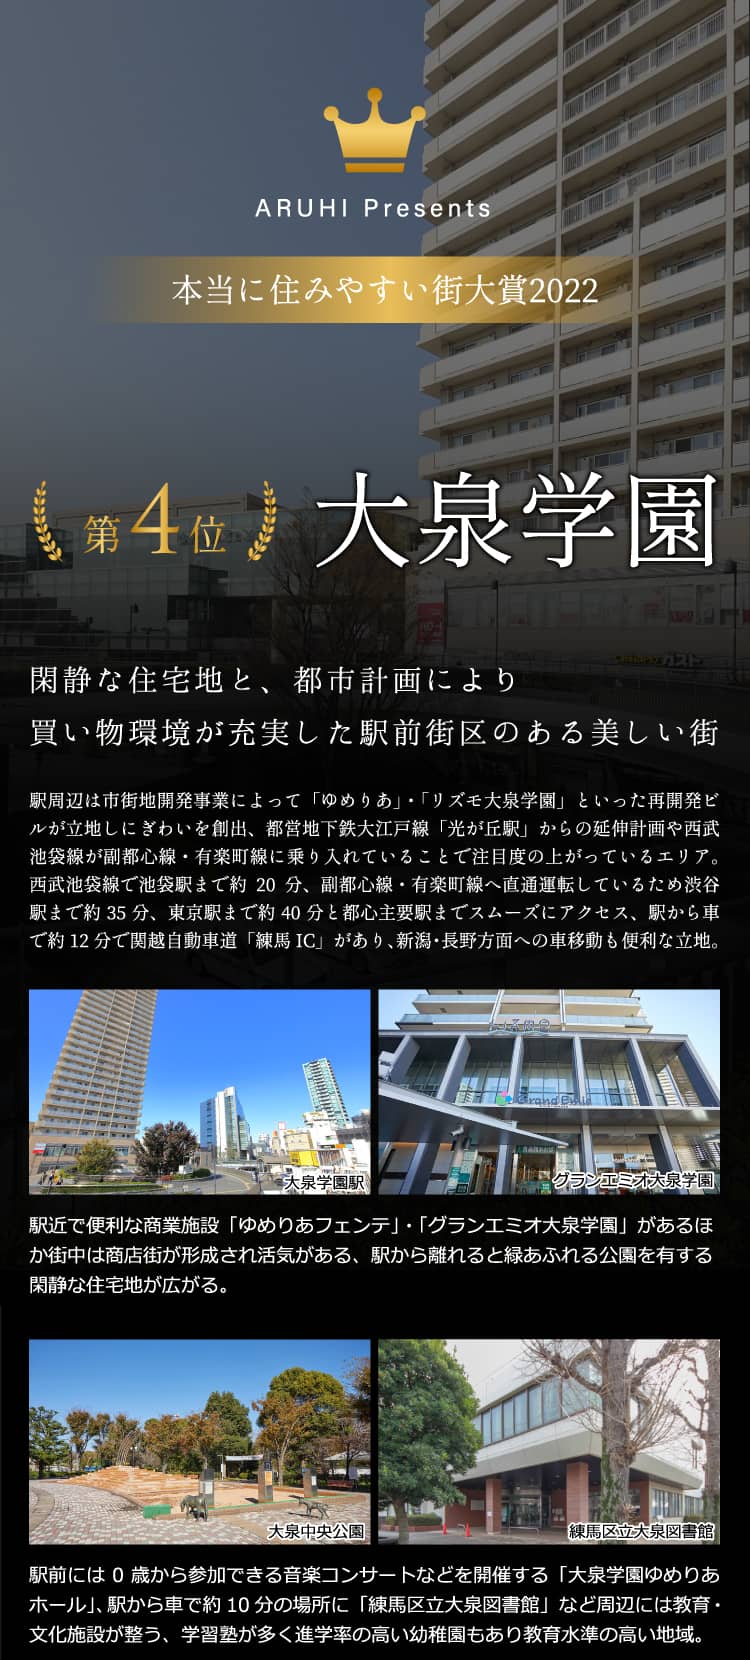 ARUHI Presents
本当に住みやすい街大賞2022
第4位 大泉学園
ガスト
閑静な住宅地と、都市計画により
買い物環境が充実した駅前街区のある美しい街
駅周辺は市街地開発事業によって「ゆめりあ」・「リズモ大泉学園」といった再開発ビ
ルが立地しにぎわいを創出、都営地下鉄大江戸線「光が丘駅」からの延伸計画や西武
池袋線が副都心線・有楽町線に乗り入れていることで注目度の上がっているエリア。
西武池袋線で池袋駅まで約 20 分、副都心線・有楽町線へ直通運転しているため渋谷
駅まで約 35 分、東京駅まで約 40 分と都心主要駅までスムーズにアクセス、駅から車
で約 12 分で関越自動車道「練馬 IC」があり、新潟・長野方面への車移動も便利な立地。
大泉学園駅
Grand Emio
グランエミオ大泉学園
駅近で便利な商業施設「ゆめりあフェンテ」・「グランエミオ大泉学園」があるほ
か街中は商店街が形成され活気がある、駅から離れると緑あふれる公園を有する
閑静な住宅地が広がる。
大泉中央公園
練馬区立大泉図書館
駅前には 0 歳から参加できる音楽コンサートなどを開催する「大泉学園ゆめりあ
ホール」、駅から車で約 10 分の場所に「練馬区立大泉図書館」など周辺には教育・
文化施設が整う、学習塾が多く進学率の高い幼稚園もあり教育水準の高い地域。